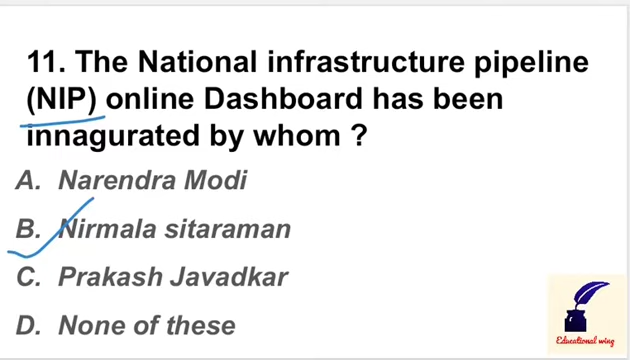 11. The National infrastructure pipeline
(NIP) online Dashboard has been
innagurated by whom ?
A. Narendra Modi
B. Nirmala sitaraman
C. Prakash Javadkar
D. None of these
Educational wing